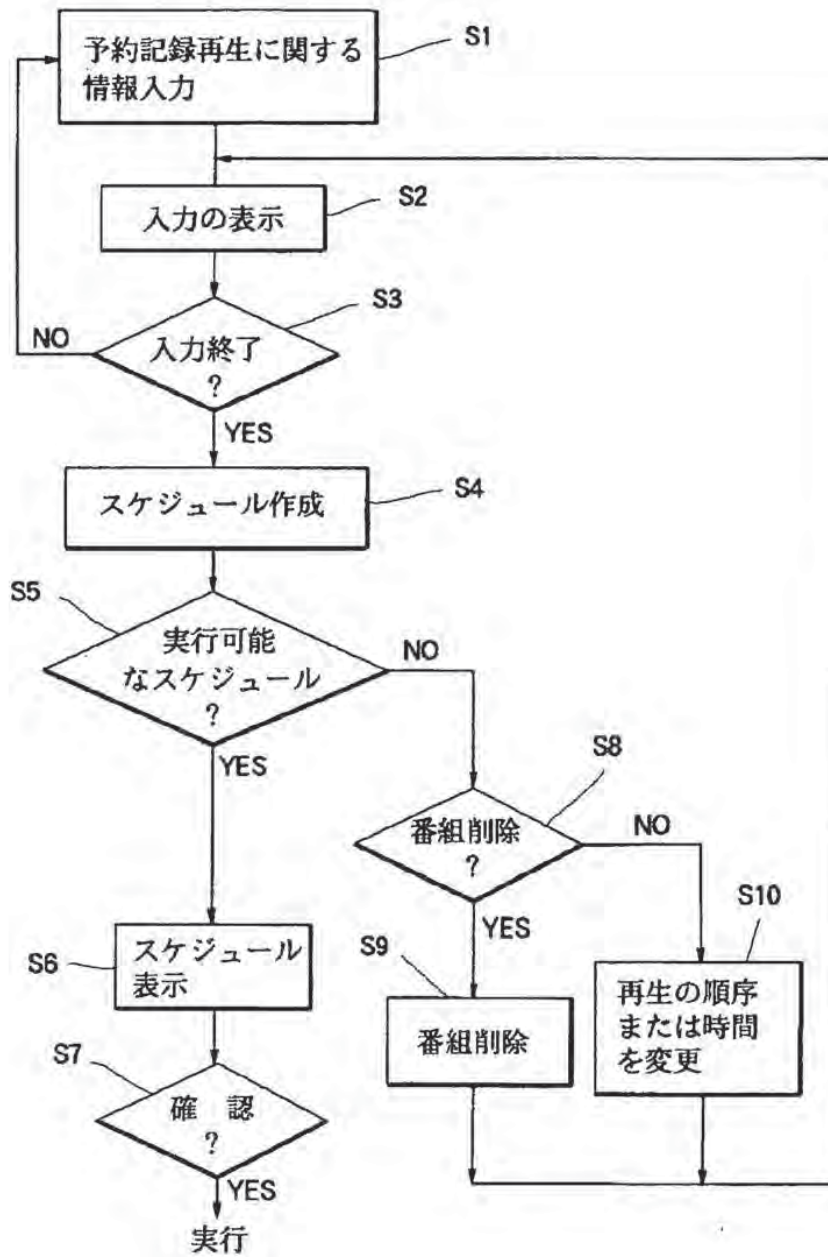 予約記録再生に関する
情報入力
S1
入力の表示
S2
S3
NO
入力終了
?
YES
スケジュール作成
S4
S5
実行可能
なスケジュール
?
NO
YES
S8
番組削除
?
NO
YES
S10
S6
スケジュール
表示
S9
番組削除
再生の順序
または時間
を変更
S7
確 認
?
YES
実行